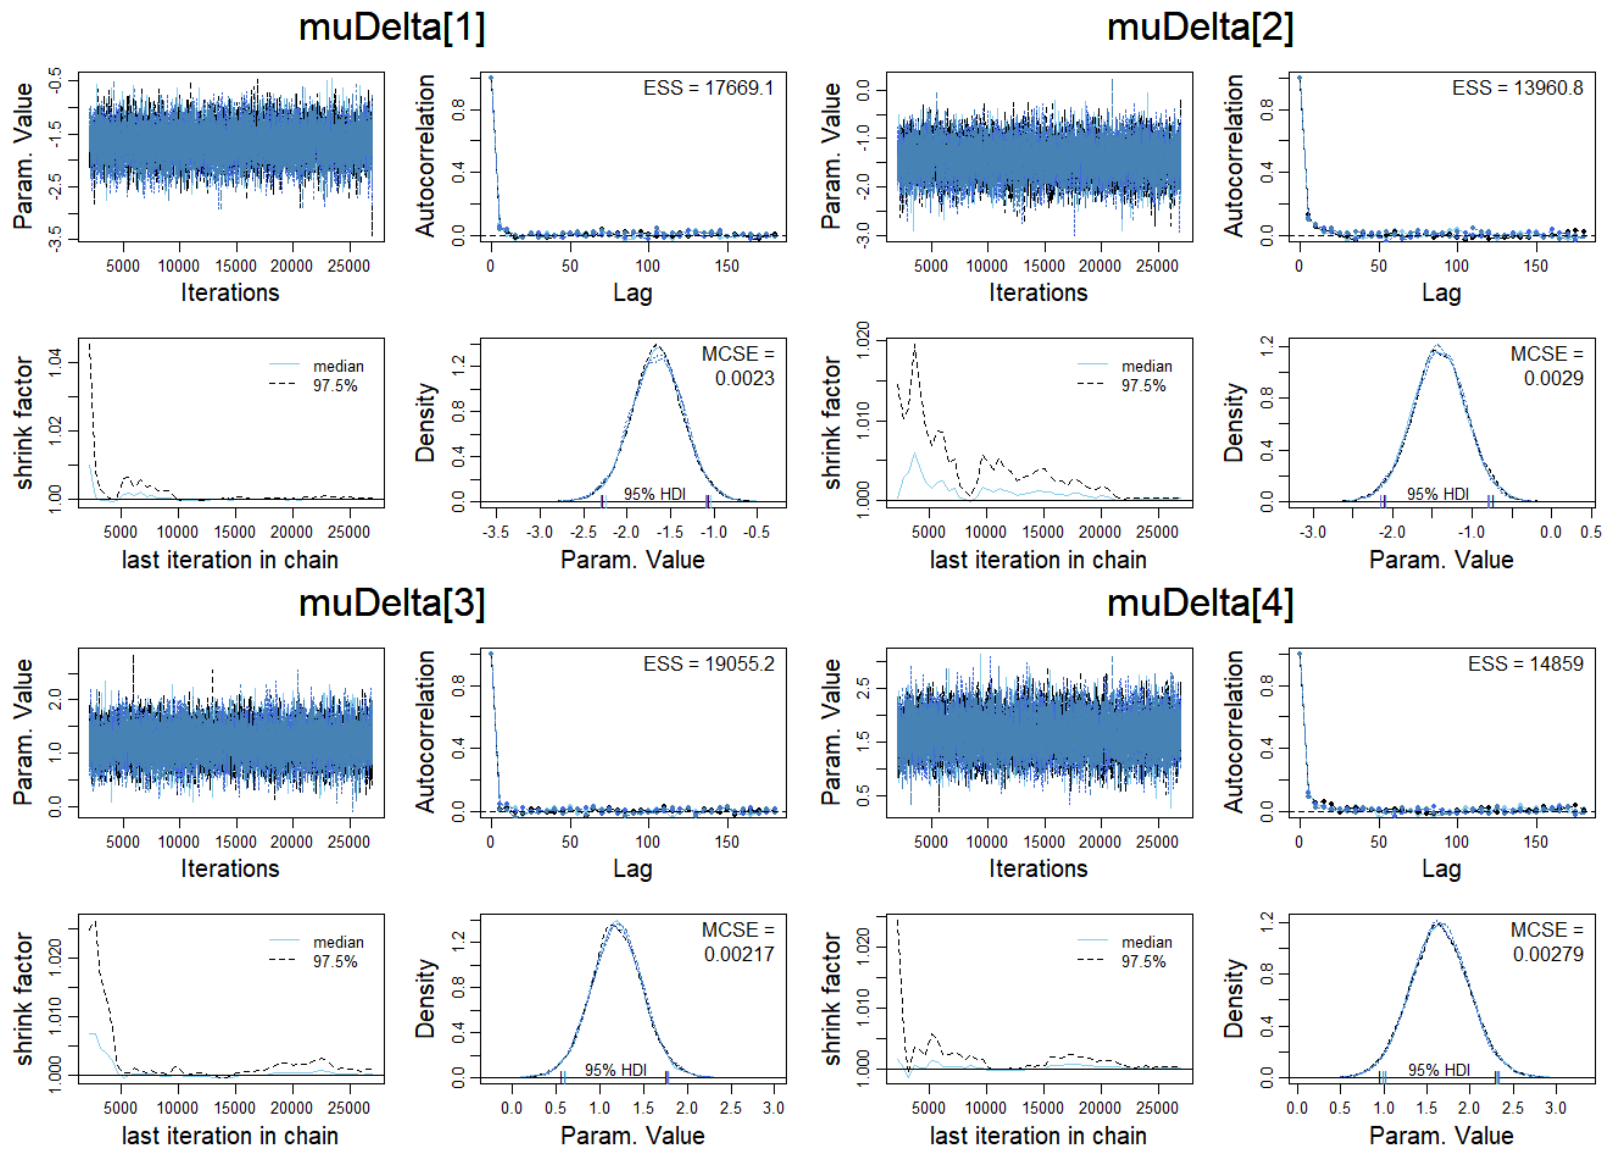 muDelta[1]
muDelta[2]
Param. Value
-3.5 -2.5 -1.5 -0.5
5000 10000 15000 20000 25000
Iterations
Autocorrelation
0.0 0.4 0.8
ESS = 17669.1
0 50 100 150
Lag
Param. Value
-3.0 -2.0 -1.0 0.0
5000 10000 15000 20000 25000
Iterations
Autocorrelation
0.0 0.4 0.8
ESS = 13960.8
0 50 100 150
Lag
shrink factor
1.00 1.02 1.04
median
97.5%
5000 10000 15000 20000 25000
last iteration in chain
Density
0.0 0.4 0.8 1.2
MCSE =
0.0023
95% HDI
-3.5 -3.0 -2.5 -2.0 -1.5 -1.0 -0.5
Param. Value
shrink factor
1.000 1.010 1.020
median
97.5%
5000 10000 15000 20000 25000
last iteration in chain
Density
0.0 0.4 0.8 1.2
MCSE =
0.0029
95% HDI
-3.0 -2.0 -1.0 0.0 0.5
Param. Value
muDelta[3]
muDelta[4]
Param. Value
0.0 1.0 2.0
5000 10000 15000 20000 25000
Iterations
Autocorrelation
0.0 0.4 0.8
ESS = 19055.2
0 50 100 150
Lag
Param. Value
0.5 1.5 2.5
5000 10000 15000 20000 25000
Iterations
Autocorrelation
0.0 0.4 0.8
ESS = 14859
0 50 100 150
Lag
shrink factor
1.000 1.010 1.020
median
97.5%
5000 10000 15000 20000 25000
last iteration in chain
Density
0.0 0.4 0.8 1.2
MCSE =
0.00217
95% HDI
0.0 0.5 1.0 1.5 2.0 2.5 3.0
Param. Value
shrink factor
1.000 1.010 1.020
median
97.5%
5000 10000 15000 20000 25000
last iteration in chain
Density
0.0 0.4 0.8 1.2
MCSE =
0.00279
95% HDI
0.0 0.5 1.0 1.5 2.0 2.5 3.0
Param. Value